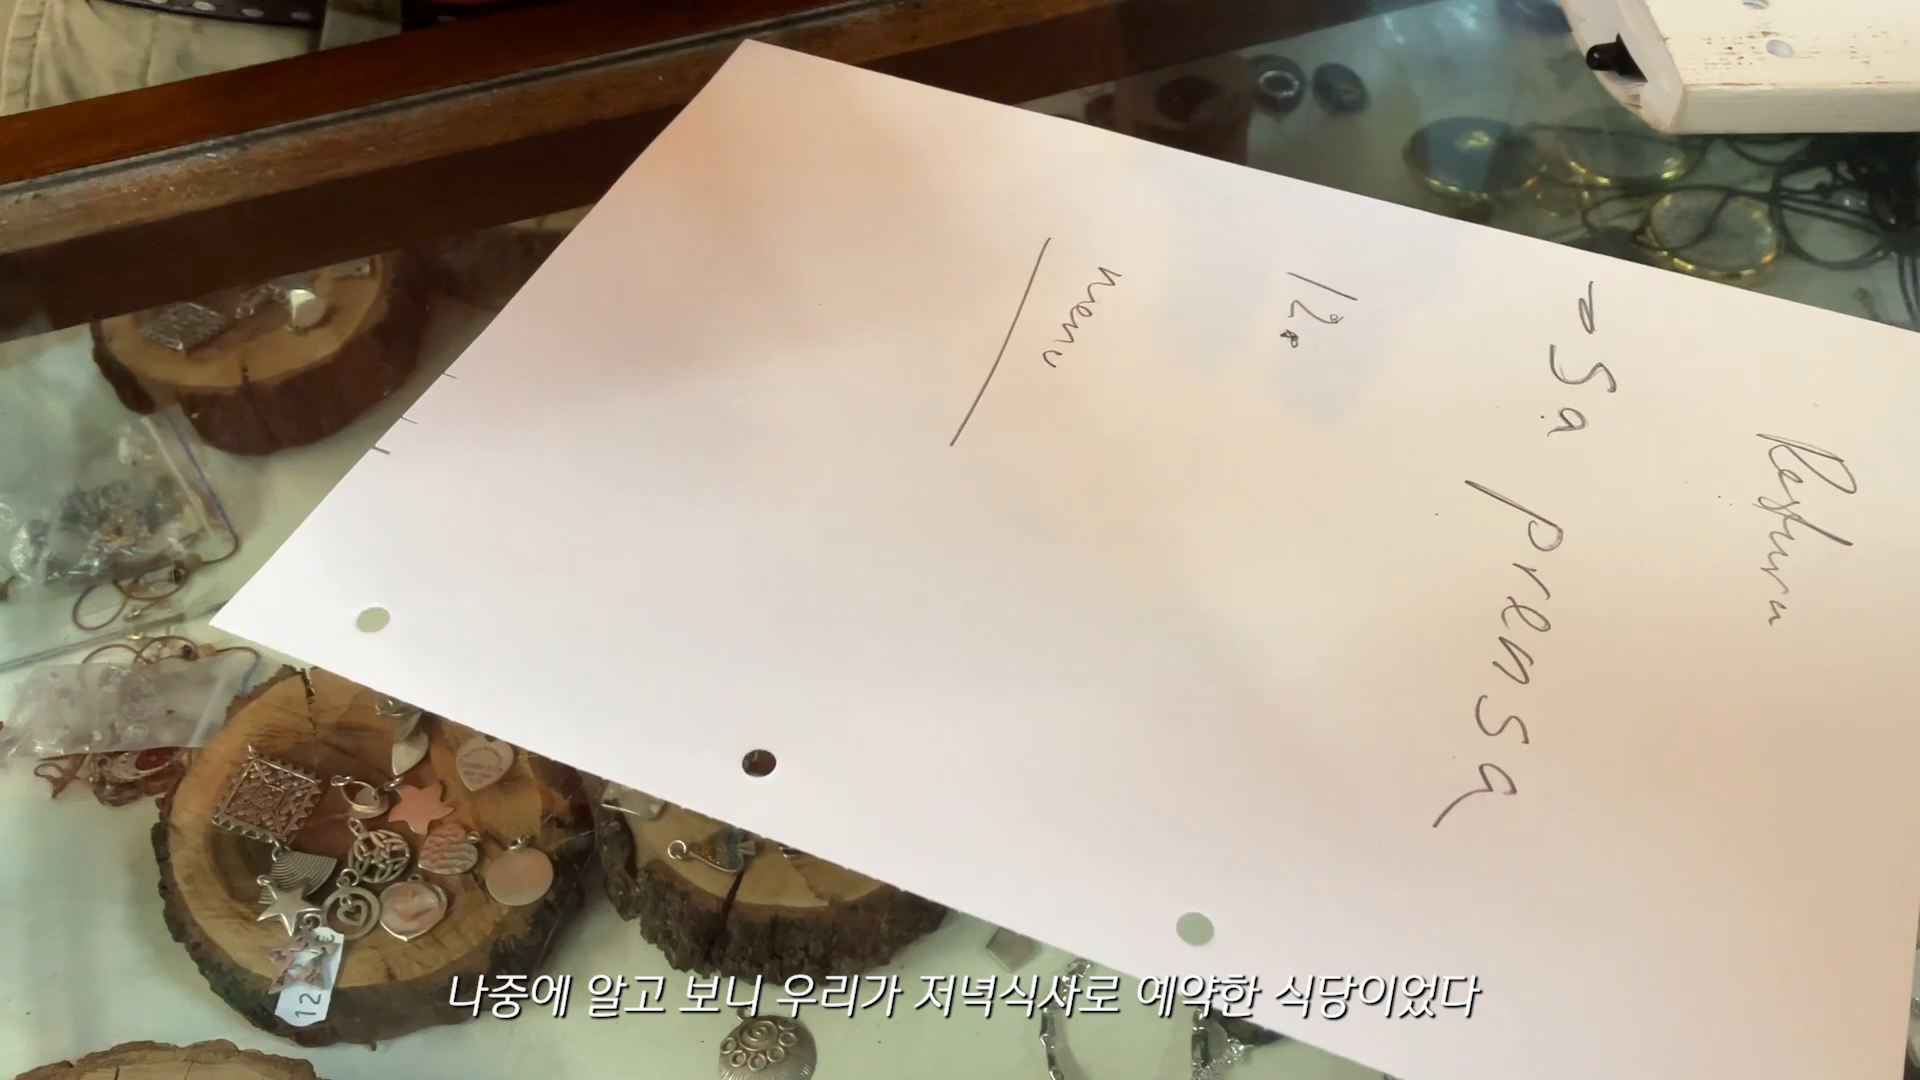 → Sa prensa
12.
menu
12 €
나중에 알고 보니 우리가 저녁식사로 예약한 식당이었다